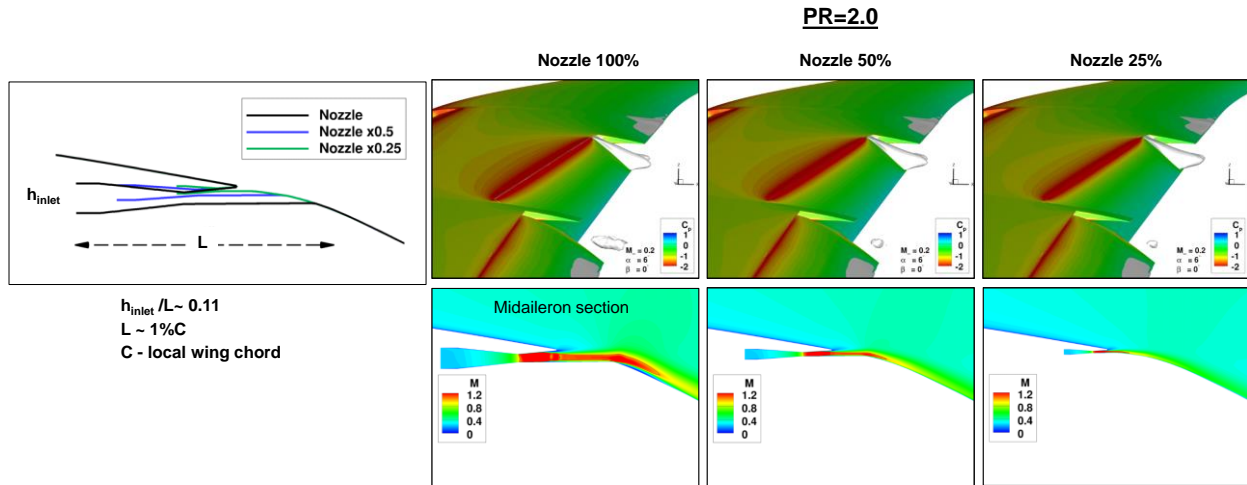 PR=2.0
Nozzle 100%
Nozzle 50%
Nozzle 25%
Nozzle
Nozzle x0.5
Nozzle x0.25
h_inlet
L
h_inlet /L~ 0.11
L ~ 1%C
C - local wing chord
C_p
1
0
-1
-2
M_∞ = 0.2
α = 6
β = 0
C_p
1
0
-1
-2
M_∞ = 0.2
α = 6
β = 0
C_p
1
0
-1
-2
M_∞ = 0.2
α = 6
β = 0
Midaileron section
M
1.2
0.8
0.4
0
M
1.2
0.8
0.4
0
M
1.2
0.8
0.4
0